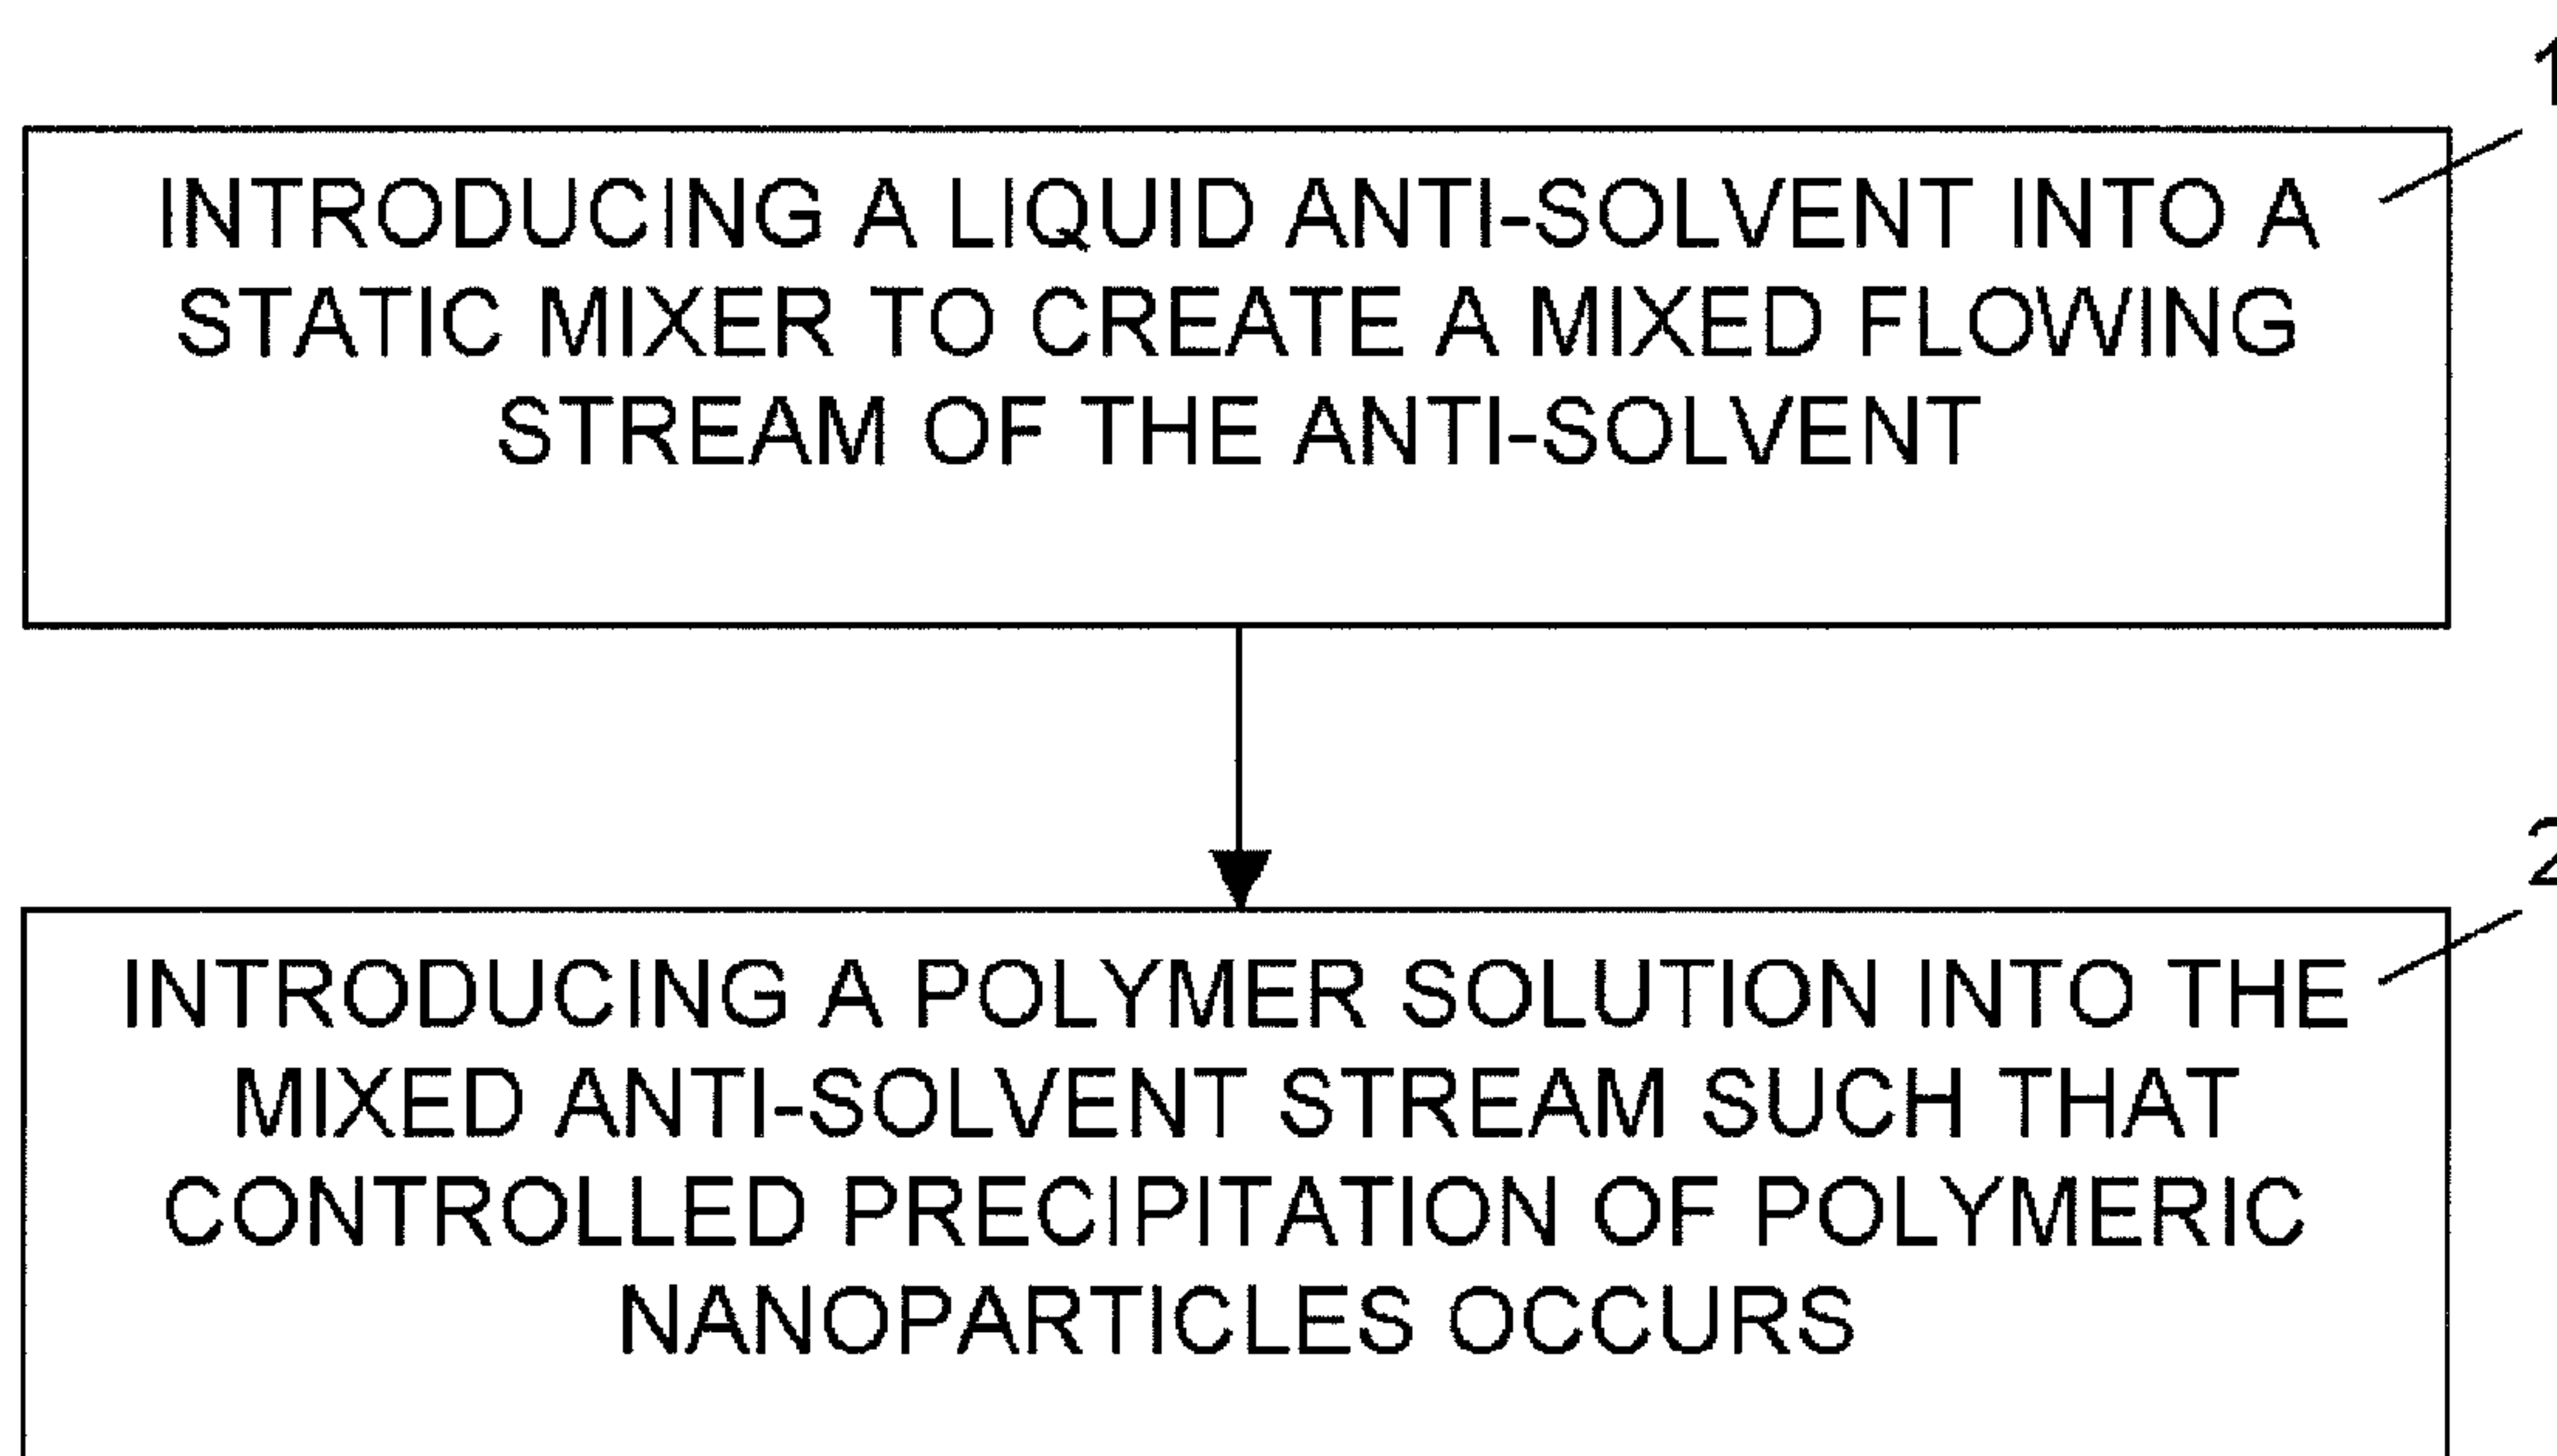 1
INTRODUCING A LIQUID ANTI-SOLVENT INTO A
STATIC MIXER TO CREATE A MIXED FLOWING
STREAM OF THE ANTI-SOLVENT
2
INTRODUCING A POLYMER SOLUTION INTO THE
MIXED ANTI-SOLVENT STREAM SUCH THAT
CONTROLLED PRECIPITATION OF POLYMERIC
NANOPARTICLES OCCURS